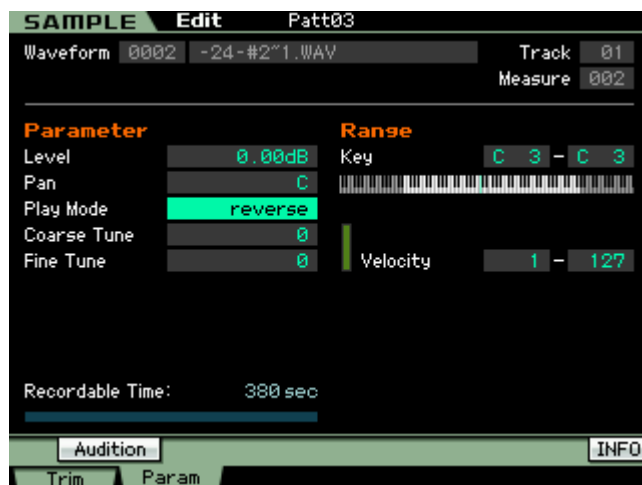 SAMPLE Edit Patt03
Waveform 0002 -24-#2~1.WAV Track 01
Measure 002
Parameter Range
Level 0.00dB Key C 3 - C 3
Pan C
Play Mode reverse
Coarse Tune 0
Fine Tune 0 Velocity 1 - 127
Recordable Time: 380 sec
Audition INFO
Trim Param